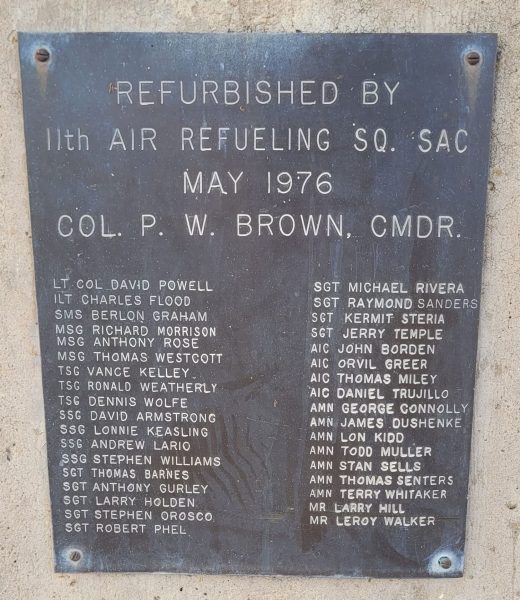 REFURBISHED BY
11th AIR REFUELING SQ. SAC
MAY 1976
COL. P. W. BROWN, CMDR.
LT COL DAVID POWELL
1LT CHARLES FLOOD
SMS BERLON GRAHAM
MSG RICHARD MORRISON
MSG ANTHONY ROSE
MSG THOMAS WESTCOTT
TSG VANCE KELLEY
TSG RONALD WEATHERLY
TSG DENNIS WOLFE
SSG DAVID ARMSTRONG
SSG LONNIE KEASLING
SSG ANDREW LARIO
SSG STEPHEN WILLIAMS
SGT THOMAS BARNES
SGT ANTHONY GURLEY
SGT LARRY HOLDEN
SGT STEPHEN OROSCO
SGT ROBERT PHEL
SGT MICHAEL RIVERA
SGT RAYMOND SANDERS
SGT KERMIT STERIA
SGT JERRY TEMPLE
A1C JOHN BORDEN
A1C ORVIL GREER
A1C THOMAS MILEY
A1C DANIEL TRUJILLO
AMN GEORGE CONNOLLY
AMN JAMES DUSHENKE
AMN LON KIDD
AMN TODD MULLER
AMN STAN SELLS
AMN THOMAS SENTERS
AMN TERRY WHITAKER
MR LARRY HILL
MR LEROY WALKER